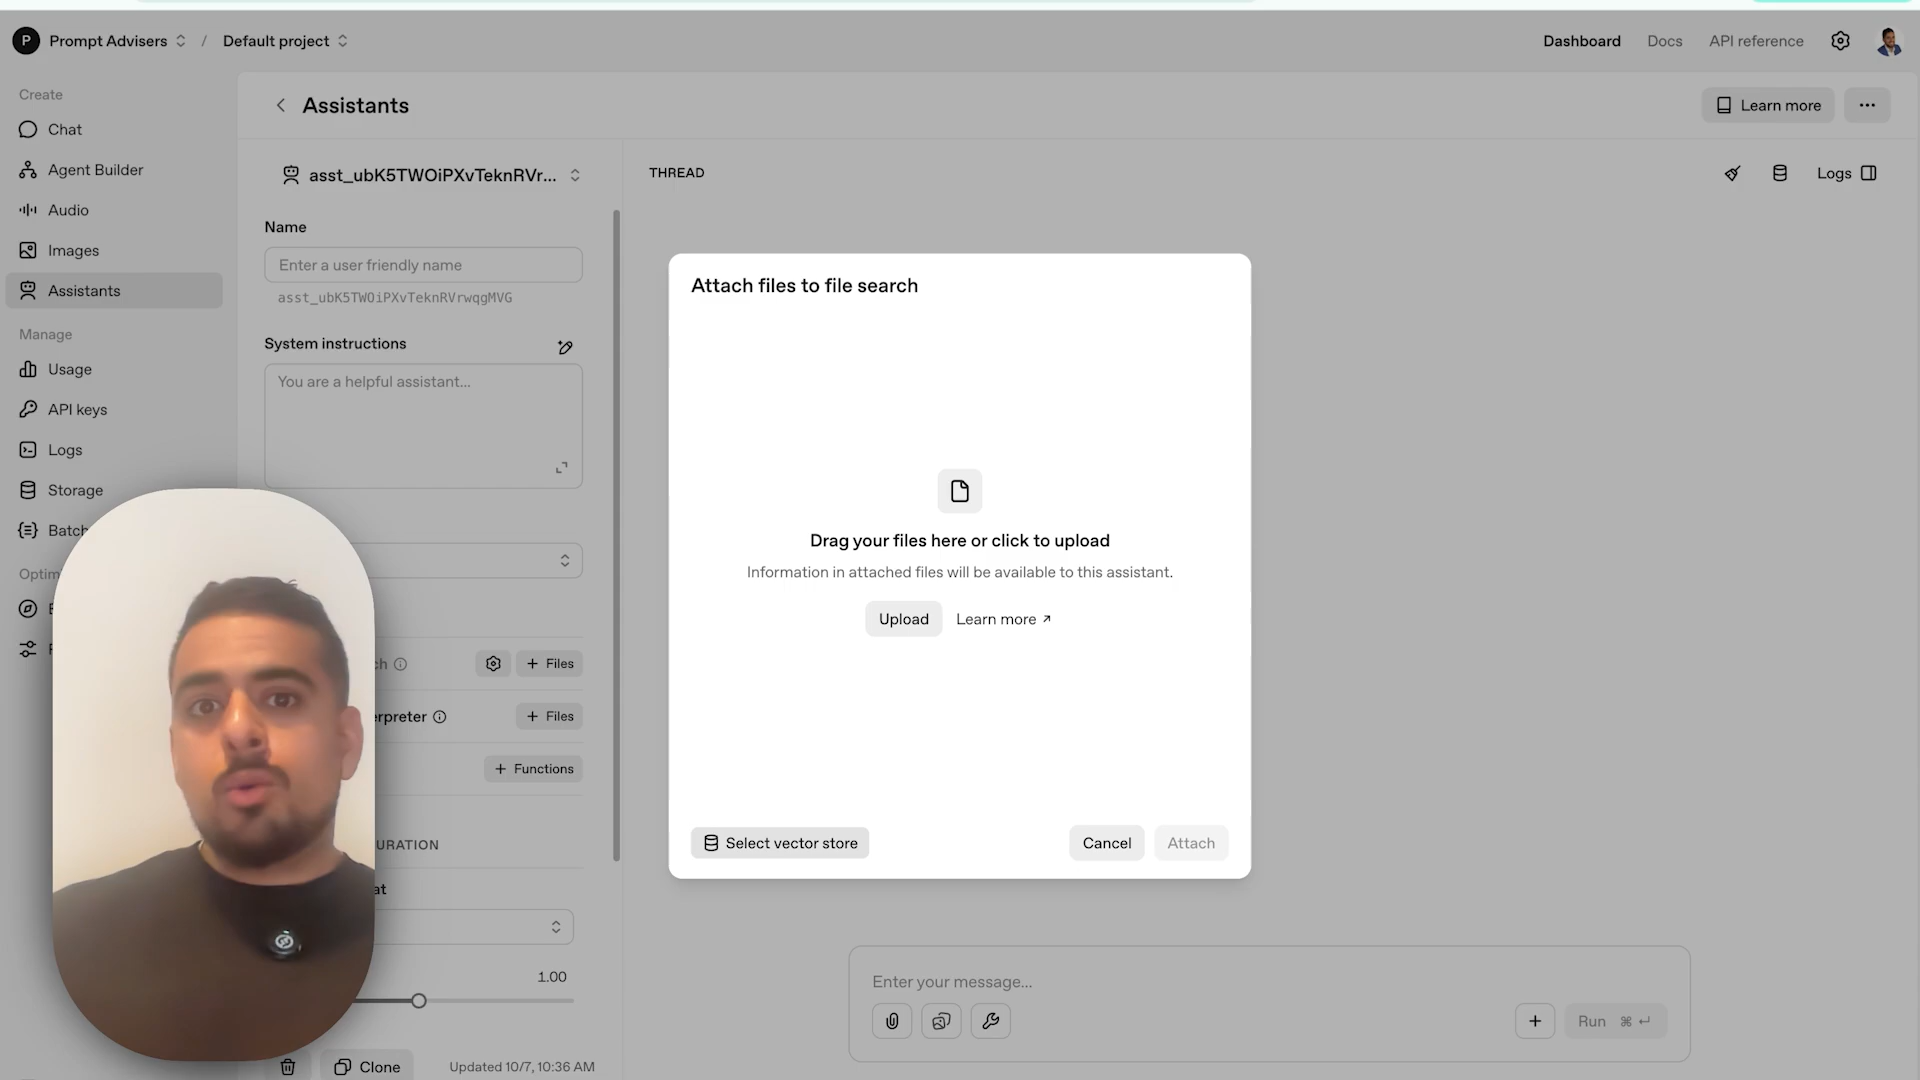 P Prompt Advisers / Default project
Dashboard Docs API reference
Create
Chat
Agent Builder
Audio
Images
Assistants
Manage
Usage
API keys
Logs
Storage
Batch
Optim
Assistants
Learn more
asst_ubK5TWOiPXvTeknRVr...
Name
Enter a user friendly name
asst_ubK5TWOiPXvTeknRVrwqgMVG
System instructions
You are a helpful assistant...
ch
+ Files
erpreter
+ Files
+ Functions
URATION
at
1.00
Clone
Updated 10/7, 10:36 AM
THREAD
Logs
Attach files to file search
Drag your files here or click to upload
Information in attached files will be available to this assistant.
Upload Learn more ↗
Select vector store
Cancel Attach
Enter your message...
Run ⌘ ↵